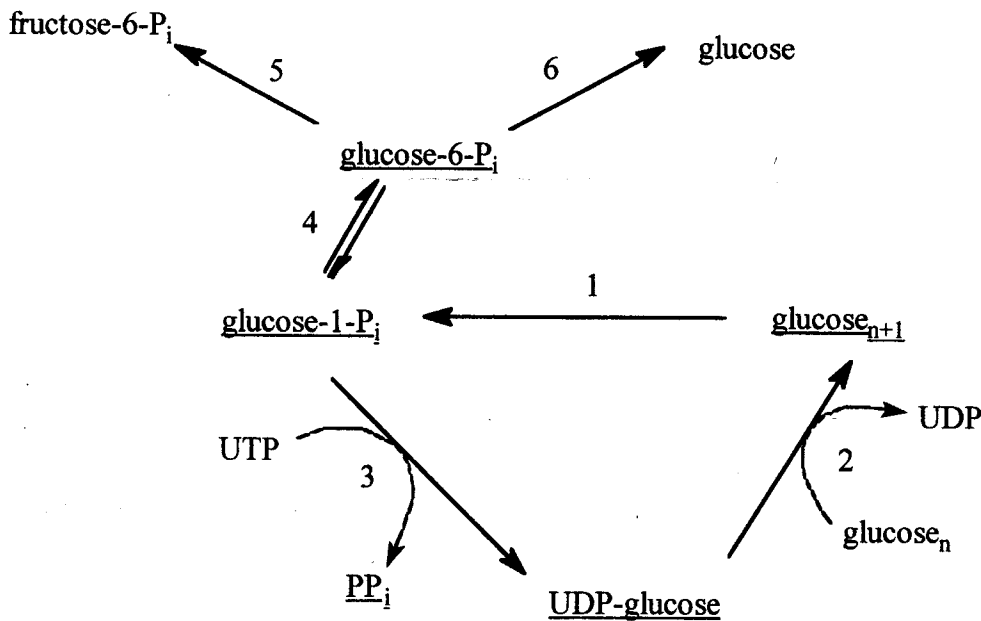 fructose-6-Pi
glucose
5
6
glucose-6-Pi
4
1
glucose-1-Pi
glucosen+1
UDP
UTP
3
2
glucosen
PPi
UDP-glucose